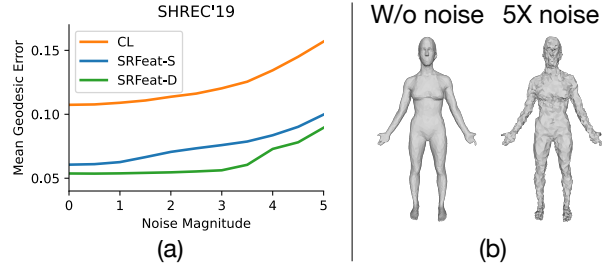 SHREC'19
Mean Geodesic Error
0.15
0.10
0.05
CL
SRFeat-S
SRFeat-D
0 1 2 3 4 5
Noise Magnitude
(a)
W/o noise 5X noise
(b)